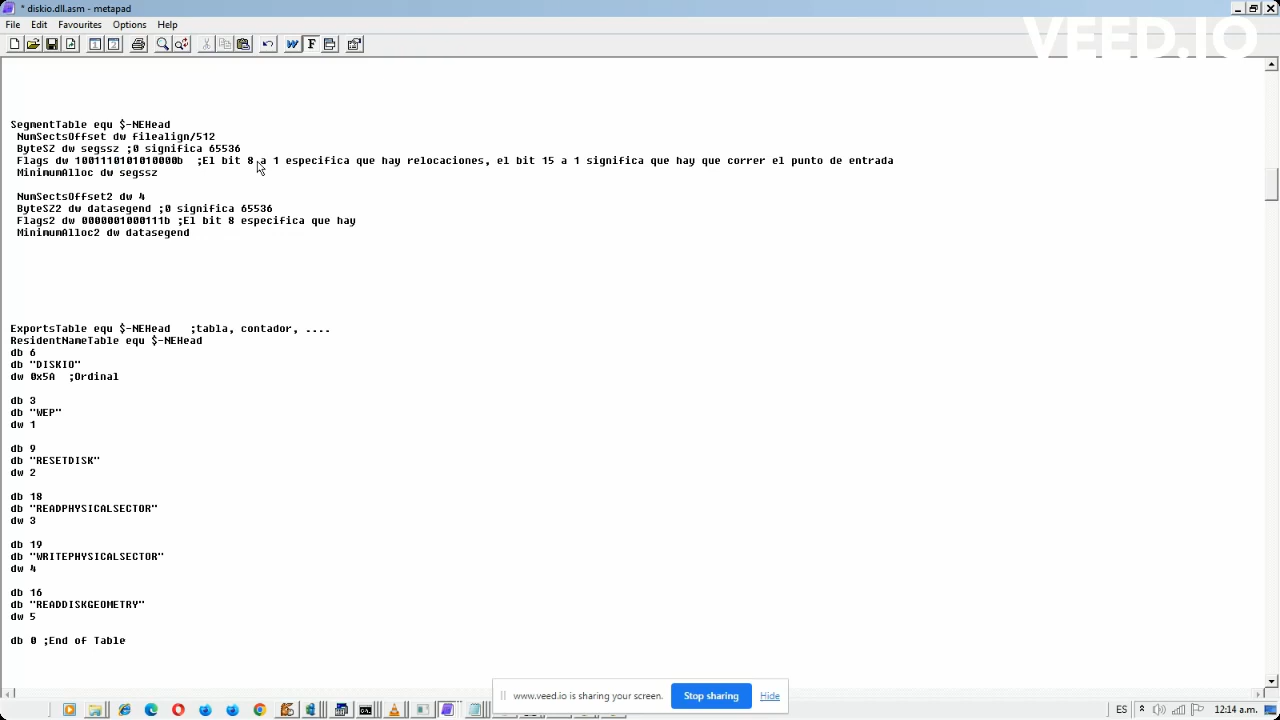 * diskio.dll.asm - metapad
File Edit Favourites Options Help
VEED.IO
SegmentTable equ $-NEHead
NumSectsOffset dw filealign/512
ByteSZ dw segssz ;0 significa 65536
Flags dw 1001110101010000b ;El bit 8 a 1 especifica que hay relocaciones, el bit 15 a 1 significa que hay que correr el punto de entrada
MinimumAlloc dw segssz
NumSectsOffset2 dw 4
ByteSZ2 dw datasegend ;0 significa 65536
Flags2 dw 0000001000111b ;El bit 8 especifica que hay
MinimumAlloc2 dw datasegend
ExportsTable equ $-NEHead ;tabla, contador, ....
ResidentNameTable equ $-NEHead
db 6
db "DISKIO"
dw 0x5A ;Ordinal
db 3
db "WEP"
dw 1
db 9
db "RESETDISK"
dw 2
db 18
db "READPHYSICALSECTOR"
dw 3
db 19
db "WRITEPHYSICALSECTOR"
dw 4
db 16
db "READDISKGEOMETRY"
dw 5
db 0 ;End of Table
www.veed.io is sharing your screen.
Stop sharing
Hide
ES
12:14 a.m.